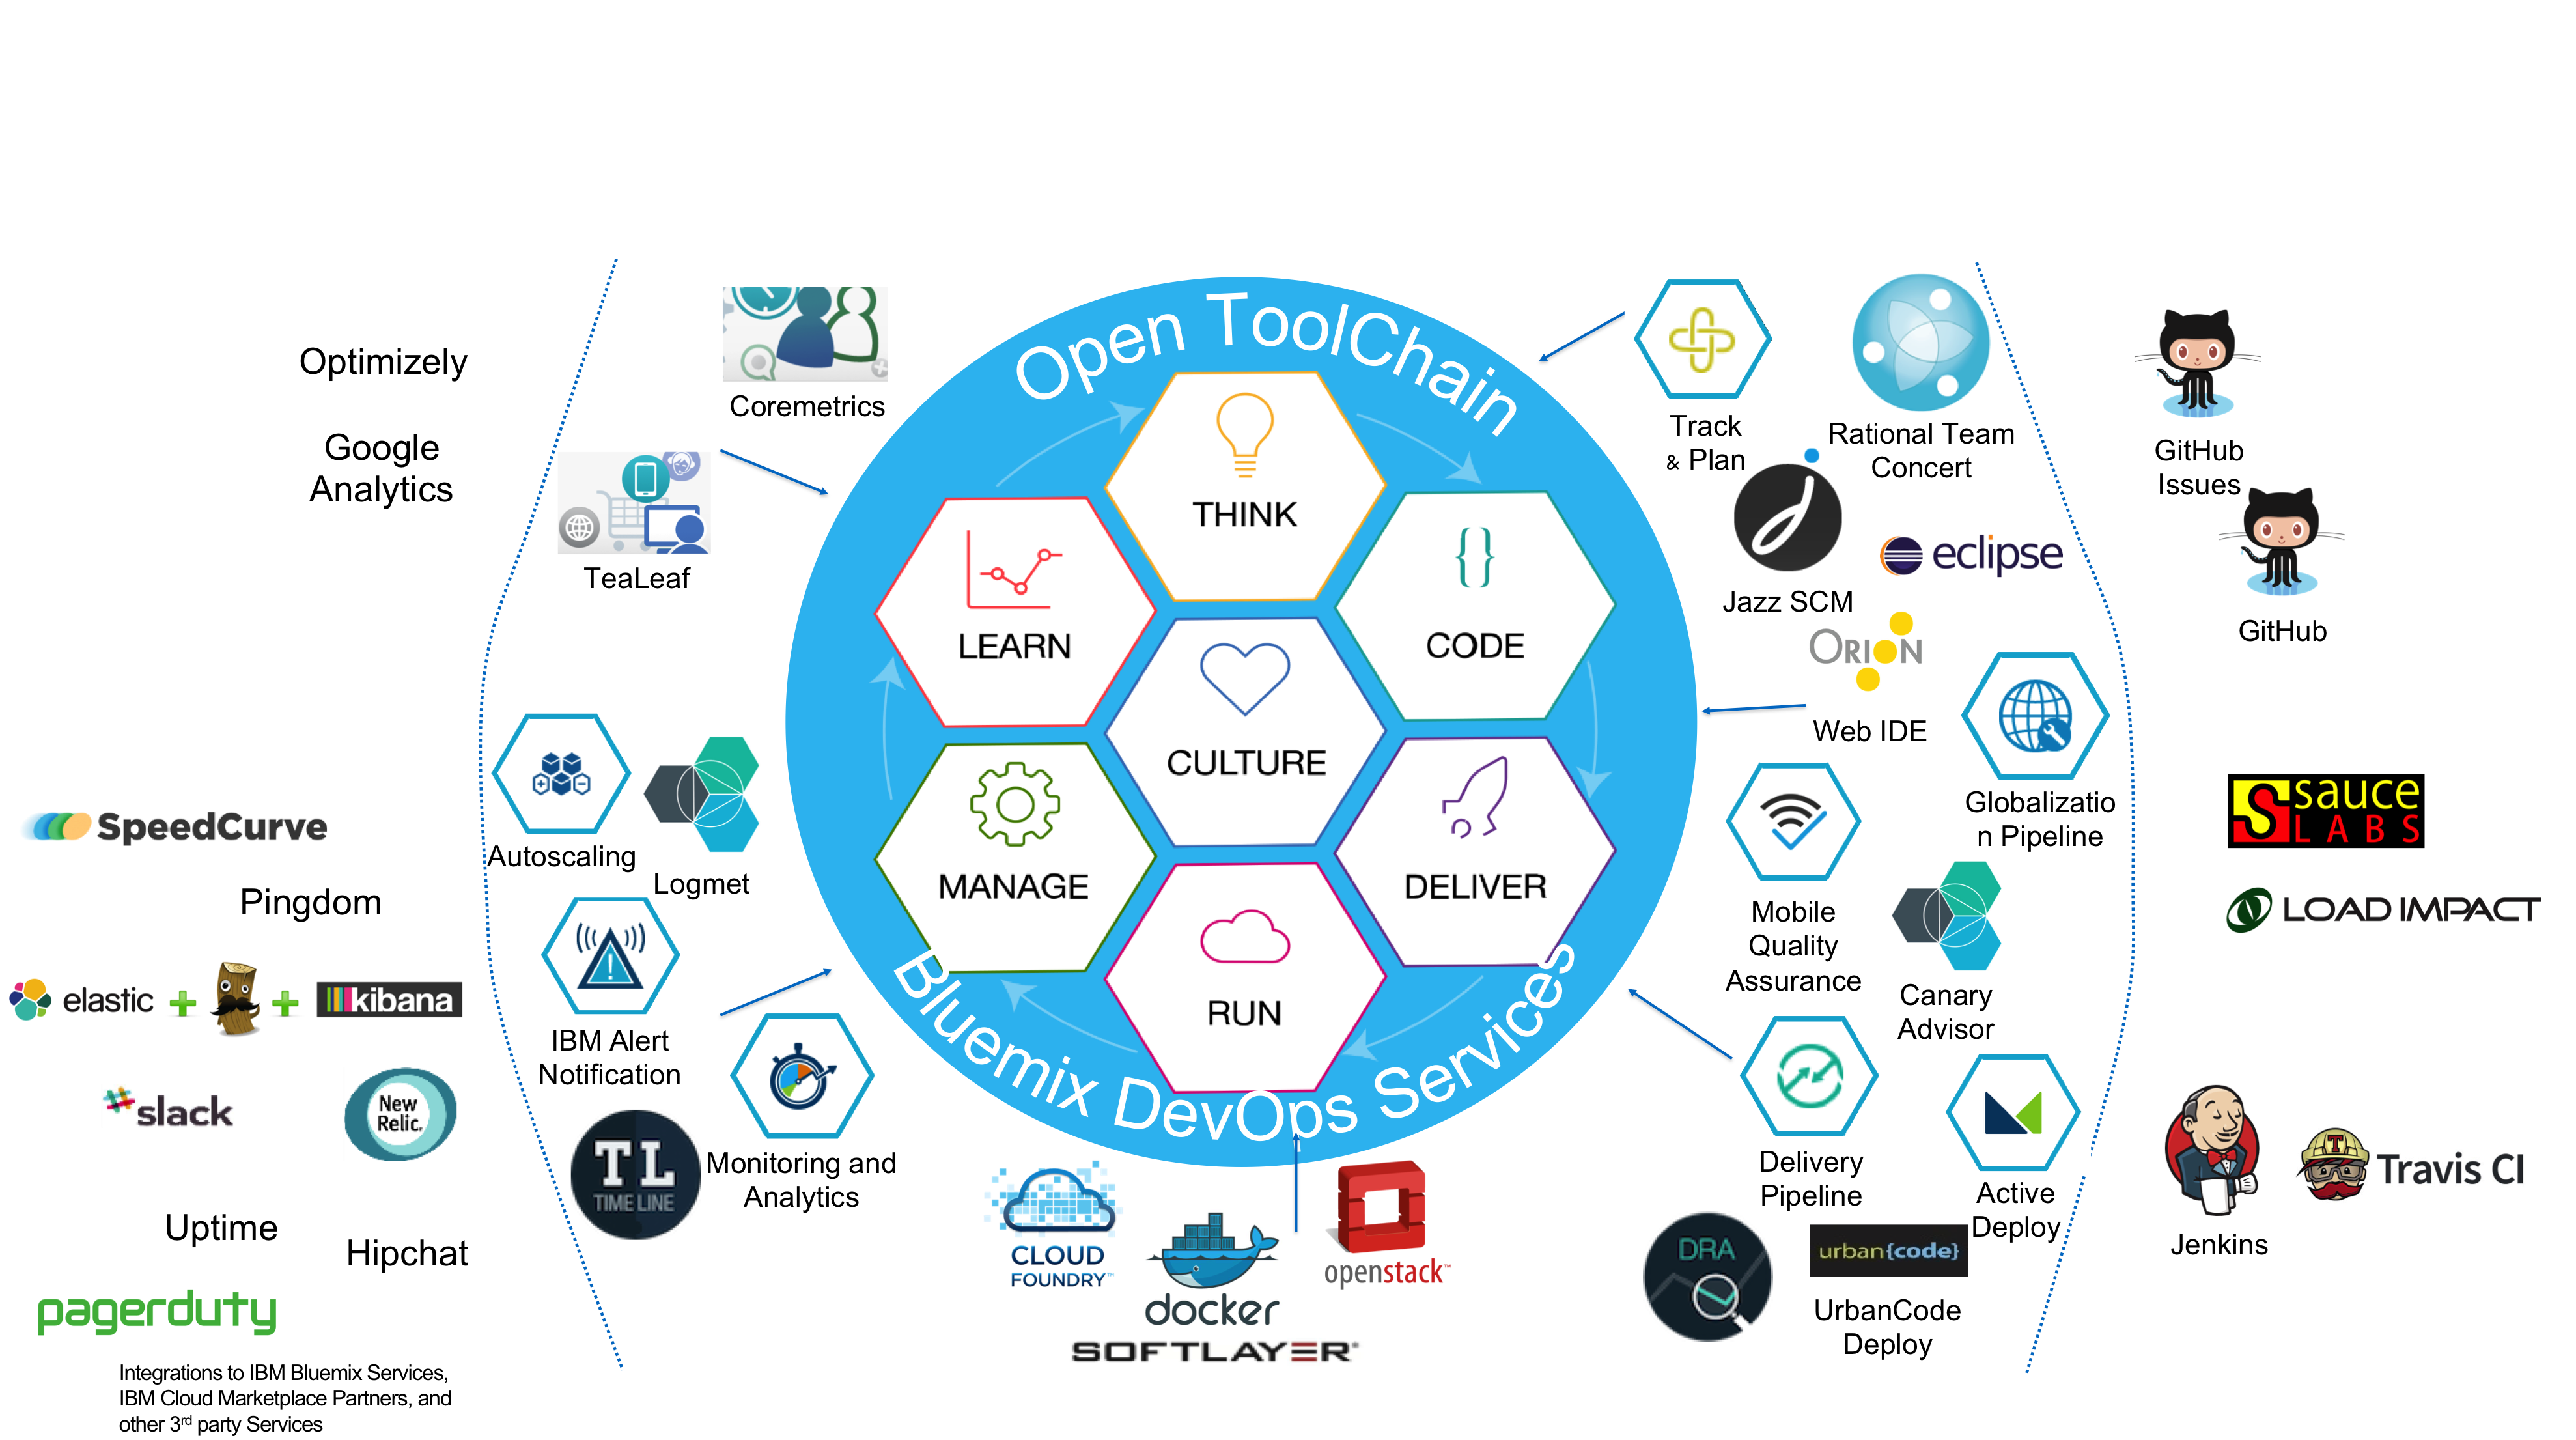 Open ToolChain
Bluemix DevOps Services
THINK
CODE
DELIVER
RUN
MANAGE
LEARN
CULTURE
Optimizely
Google
Analytics
Coremetrics
TeaLeaf
SpeedCurve
Pingdom
elastic
kibana
slack
New
Relic.
Uptime
Hipchat
pagerduty
Integrations to IBM Bluemix Services,
IBM Cloud Marketplace Partners, and
other 3rd party Services
Autoscaling
Logmet
IBM Alert
Notification
TL
TIME LINE
Monitoring and
Analytics
CLOUD
FOUNDRY™
docker
openstack™
SOFTLAYER®
Track
& Plan
Rational Team
Concert
Jazz SCM
eclipse
ORION
Web IDE
Globalizatio
n Pipeline
Mobile
Quality
Assurance
Canary
Advisor
Delivery
Pipeline
Active
Deploy
DRA
urban{code}
UrbanCode
Deploy
GitHub
Issues
GitHub
sauce
LABS
LOAD IMPACT
Jenkins
T
Travis CI